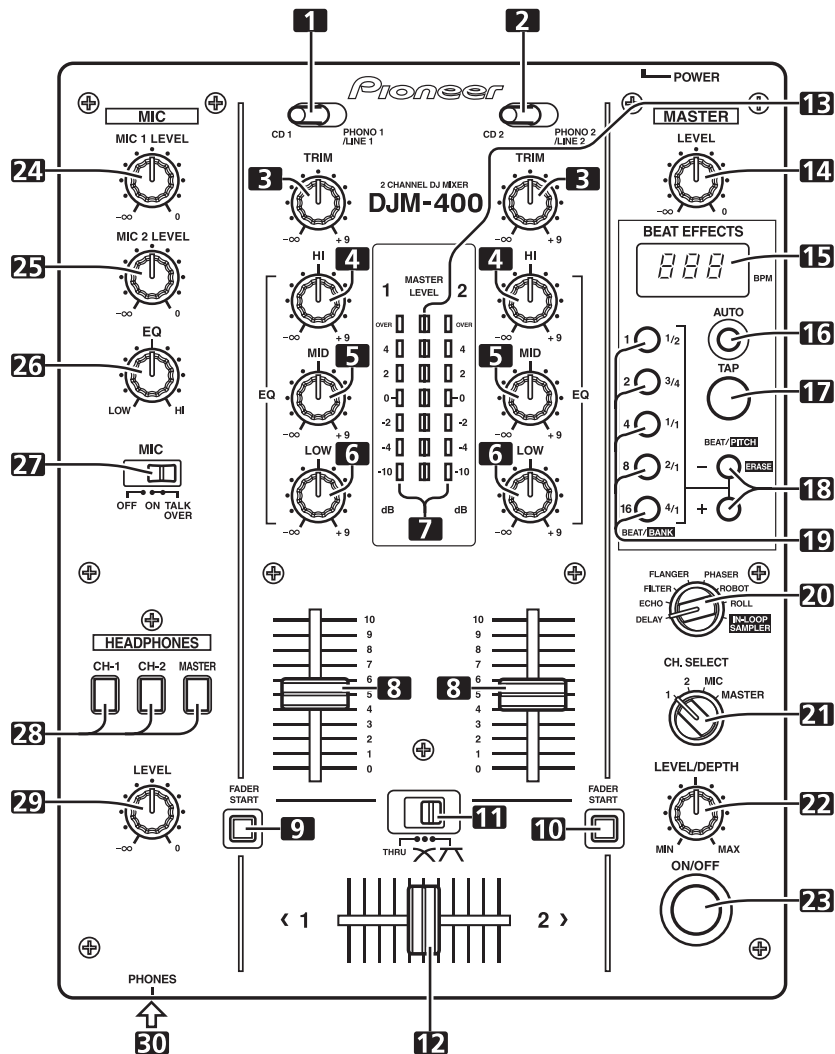 1
2
POWER
Pioneer
CD 1
PHONO 1
/LINE 1
CD 2
PHONO 2
/LINE 2
13
MIC
MASTER
MIC 1 LEVEL
TRIM
TRIM
LEVEL
24
3
2 CHANNEL DJ MIXER
DJM-400
3
14
-∞ 0
-∞ +9
-∞ +9
-∞ 0
MIC 2 LEVEL
BEAT EFFECTS
25
HI
4
1
MASTER
LEVEL
2
4
HI
888
BPM
15
-∞ 0
-∞ +9
-∞ +9
EQ
OVER
OVER
AUTO
16
26
MID
5
4
4
5
MID
1
1/2
LOW HI
EQ
2
2
EQ
TAP
17
0
0
2
3/4
-∞ +9
-2
-2
-∞ +9
4
1/1
MIC
LOW
6
-4
-4
6
LOW
BEAT/PITCH
27
-10
-10
8
2/1
-
ERASE
18
OFF ON TALK
OVER
-∞ +9
dB
7
dB
-∞ +9
16
4/1
+
BEAT/BANK
19
FLANGER
PHASER
FILTER
ROBOT
20
ECHO
ROLL
DELAY
IN-LOOP
SAMPLER
HEADPHONES
CH-1
CH-2
MASTER
28
10
9
8
7
6
5
4
3
2
1
0
8
10
9
8
7
6
5
4
3
2
1
0
8
CH. SELECT
1
2
MIC
MASTER
21
LEVEL
29
-∞ 0
FADER
START
9
11
THRU
FADER
START
10
LEVEL/DEPTH
22
MIN MAX
ON/OFF
23
‹ 1
2 ›
PHONES
30
12